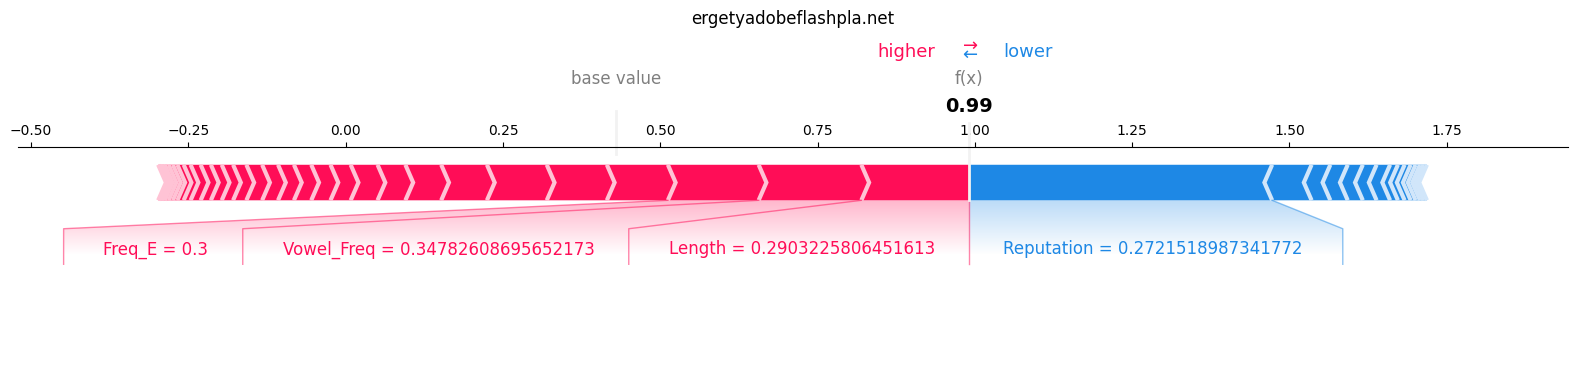 ergetyadobeflashpla.net
higher → ← lower
base value f(x)
0.99
−0.50 −0.25 0.00 0.25 0.50 0.75 1.00 1.25 1.50 1.75
Freq_E = 0.3 Vowel_Freq = 0.34782608695652173 Length = 0.2903225806451613 Reputation = 0.2721518987341772